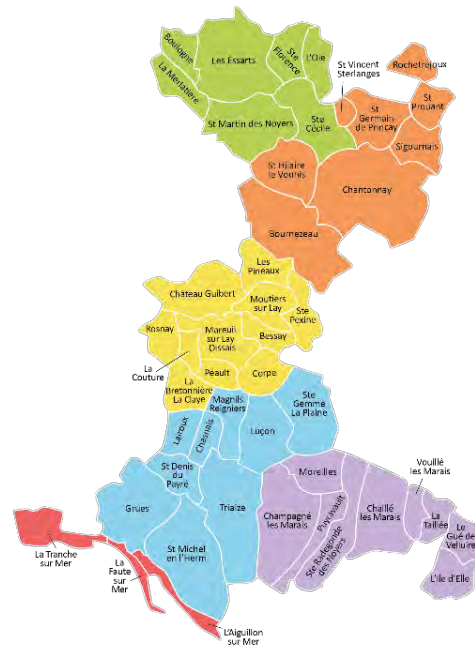 Boulogne
La Merlatière
Les Essarts
Ste
Florence
L'Oie
St Martin des Noyers
Ste
Cécile
St Vincent
Sterlanges
Rochetrejoux
St
Germain
de Prinçay
St
Prouant
Sigournais
St Hilaire
le Vouhis
Chantonnay
Bournezeau
Les
Pineaux
Château Guibert
Moutiers
sur Lay
Ste
Pexine
Rosnay
Mareuil
sur Lay
Dissais
Bessay
La
Couture
Péault
Corpe
La
Bretonnière
La Claye
Magnils
Reigniers
Ste Gemme
La Plaine
Lairoux
Chasnais
Luçon
St Denis
du
Payré
Grues
Triaize
St Michel
en l'Herm
Moreilles
Vouillé
les Marais
Champagné
les Marais
Puyravault
Ste Radégonde
des Noyers
Chaillé
les Marais
La
Taillée
Le
Gué de
Velluire
L'Ile d'Elle
La Tranche
sur Mer
La
Faute
sur
Mer
L'Aiguillon
sur Mer